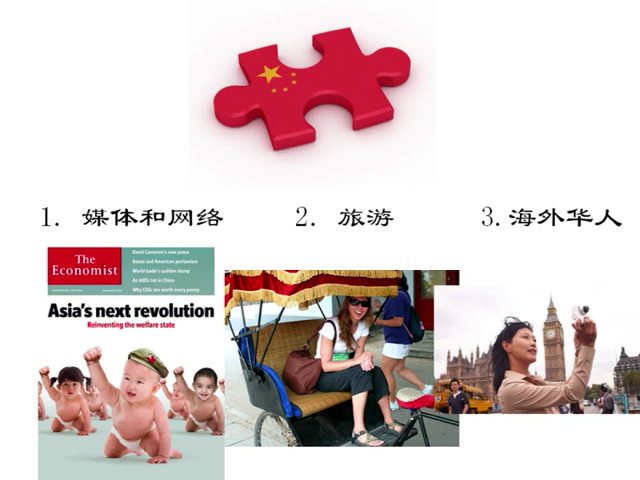 1. 媒体和网络
2. 旅游
3.海外华人
The
Economist
David Cameron's new posse
Basus and American puritanism
World trade's sudden slump
An AIDS riot in China
Why CEOs are worth every penny
Asia's next revolution
Reinventing the welfare state